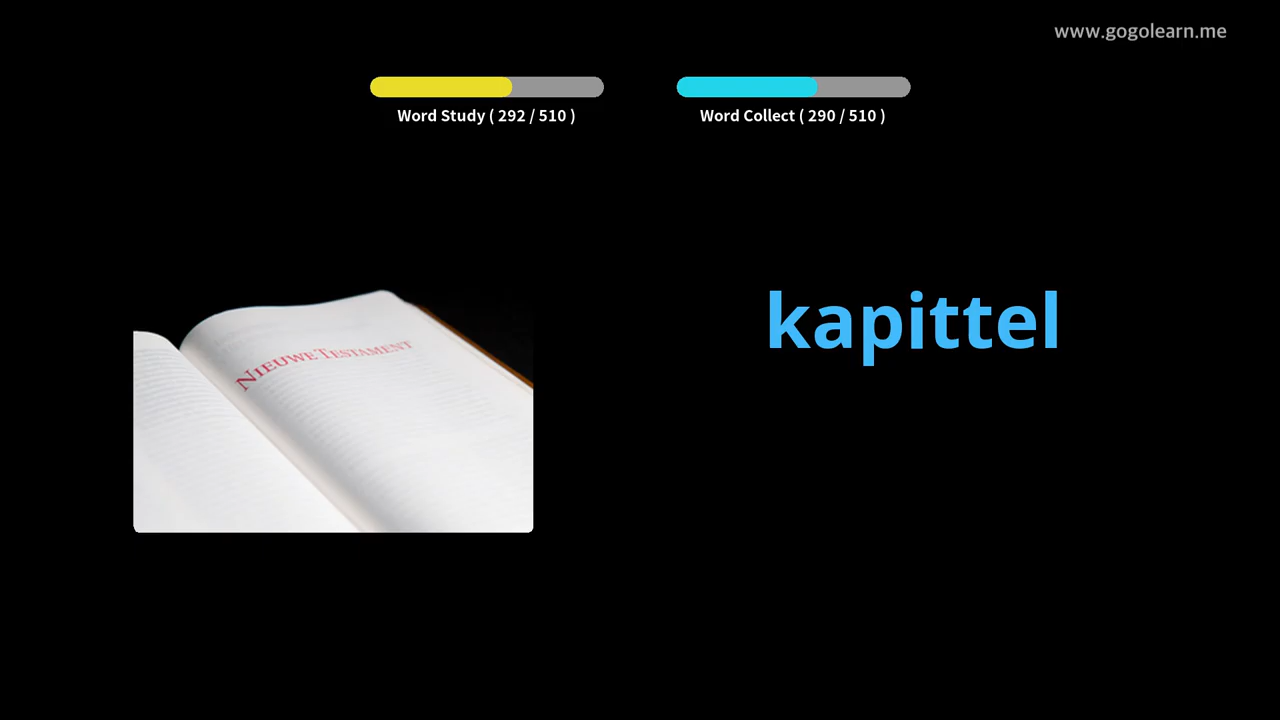 www.gogolearn.me
Word Study ( 292 / 510 )
Word Collect ( 290 / 510 )
kapittel
NIEUWE TESTAMENT